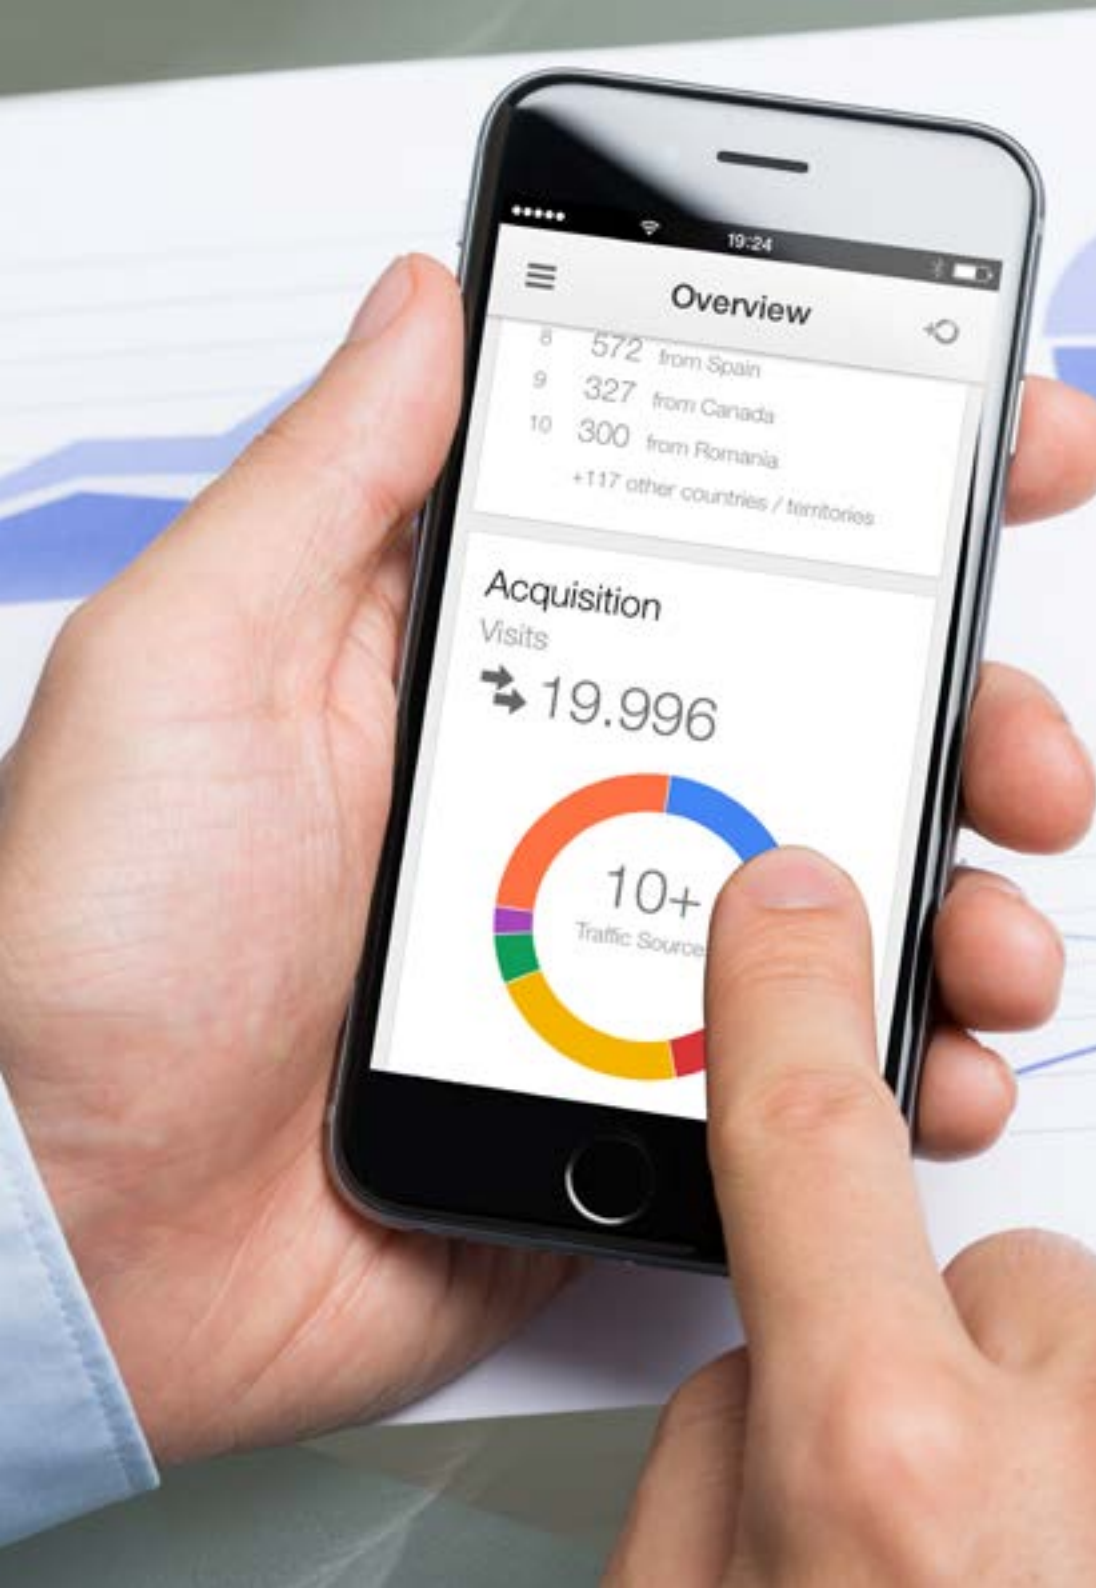 19:24
Overview
8 572 from Spain
9 327 from Canada
10 300 from Romania
+117 other countries / territories
Acquisition
Visits
19.996
10+
Traffic Source